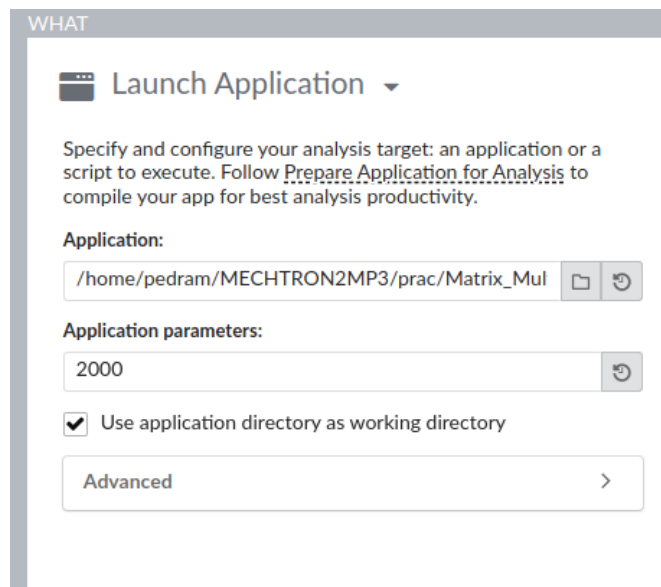 WHAT
Launch Application
Specify and configure your analysis target: an application or a
script to execute. Follow Prepare Application for Analysis to
compile your app for best analysis productivity.
Application:
/home/pedram/MECHTRON2MP3/prac/Matrix_Mul
Application parameters:
2000
Use application directory as working directory
Advanced